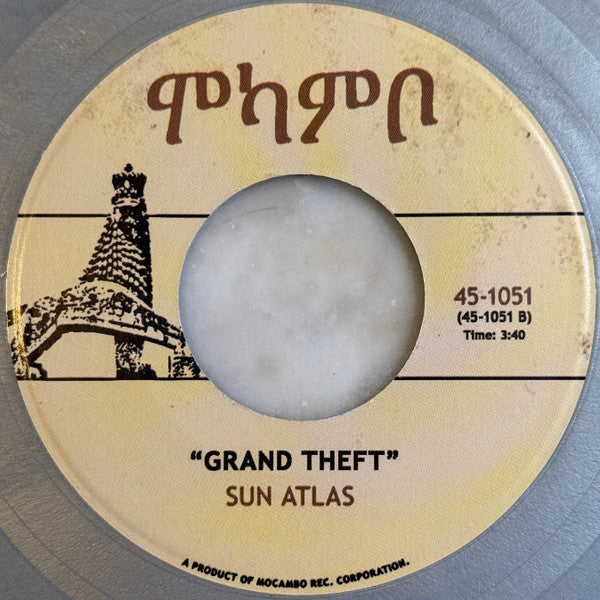 ሞካምቦ
45-1051
(45-1051 B)
Time: 3:40
“GRAND THEFT”
SUN ATLAS
A PRODUCT OF MOCAMBO REC. CORPORATION.